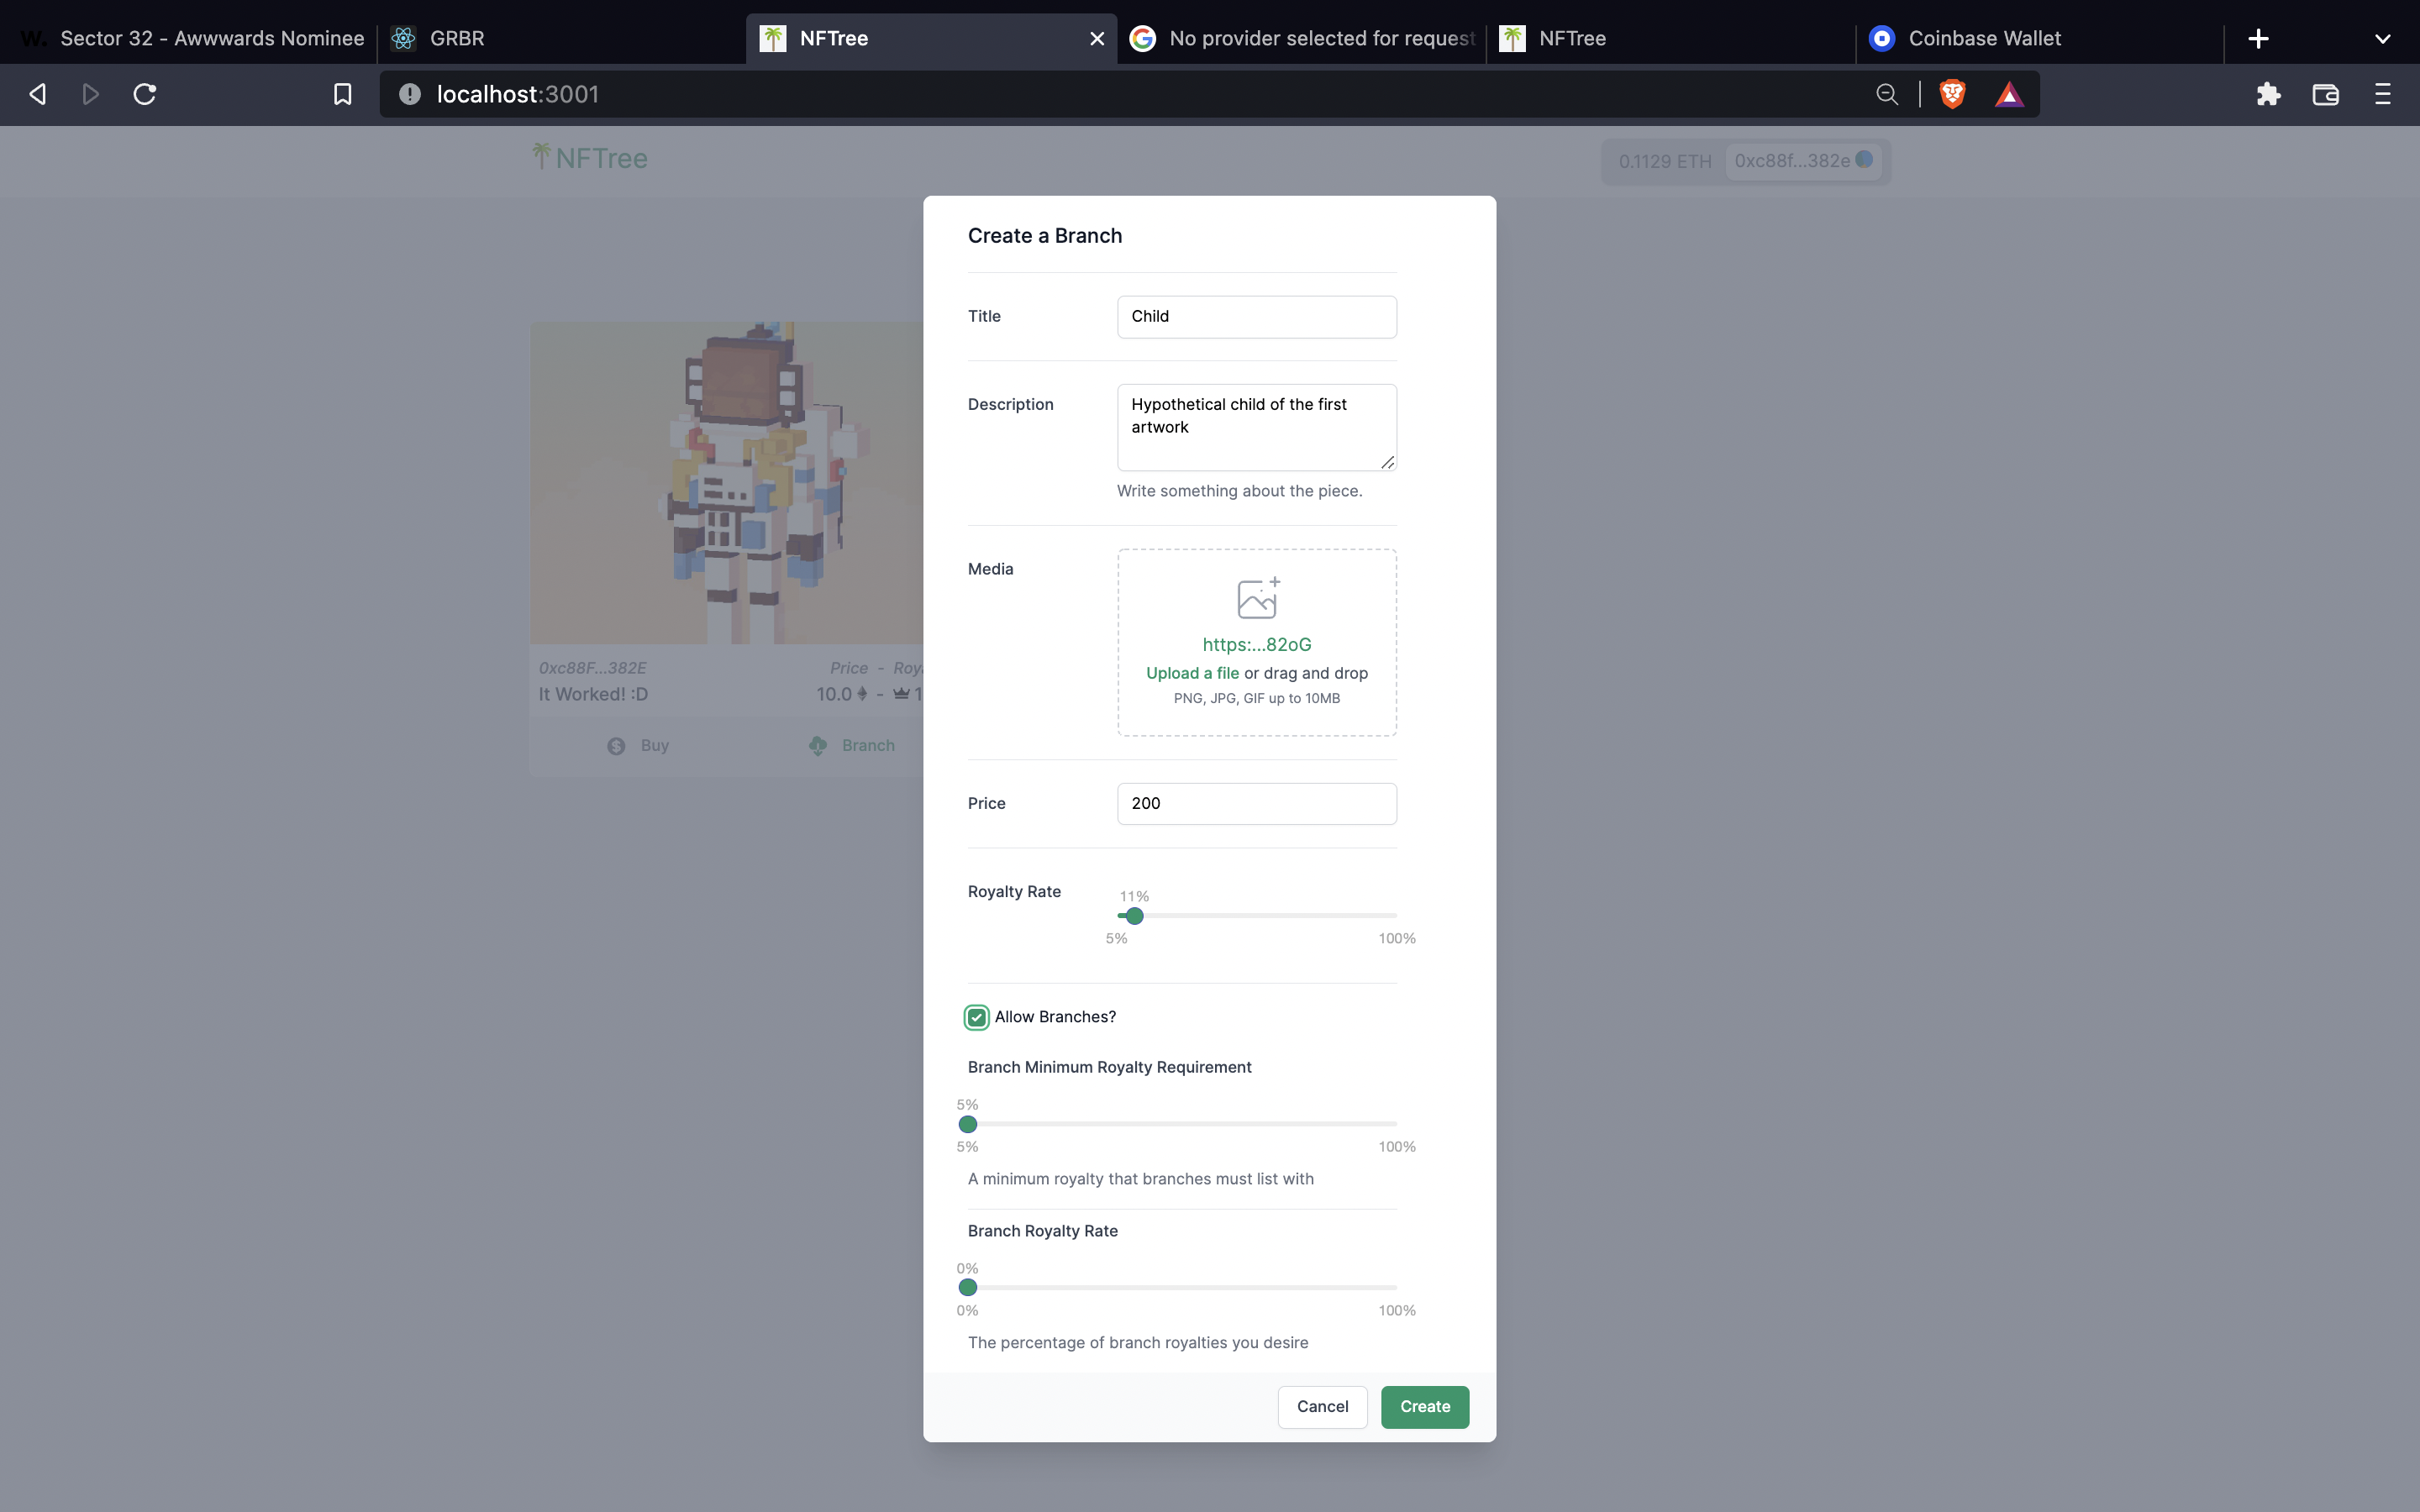 W. Sector 32 - Awwwards Nominee
GRBR
NFTree
No provider selected for request
NFTree
Coinbase Wallet
localhost:3001
NFTree
0.1129 ETH
0xc88f...382e
Create a Branch
Title
Child
Description
Hypothetical child of the first
artwork
Write something about the piece.
Media
https:...82oG
Upload a file or drag and drop
PNG, JPG, GIF up to 10MB
0xc88F...382E
Price - Roya
It Worked! :D
10.0 - 1
Buy
Branch
Price
200
Royalty Rate
11%
5%
100%
Allow Branches?
Branch Minimum Royalty Requirement
5%
5%
100%
A minimum royalty that branches must list with
Branch Royalty Rate
0%
0%
100%
The percentage of branch royalties you desire
Cancel
Create